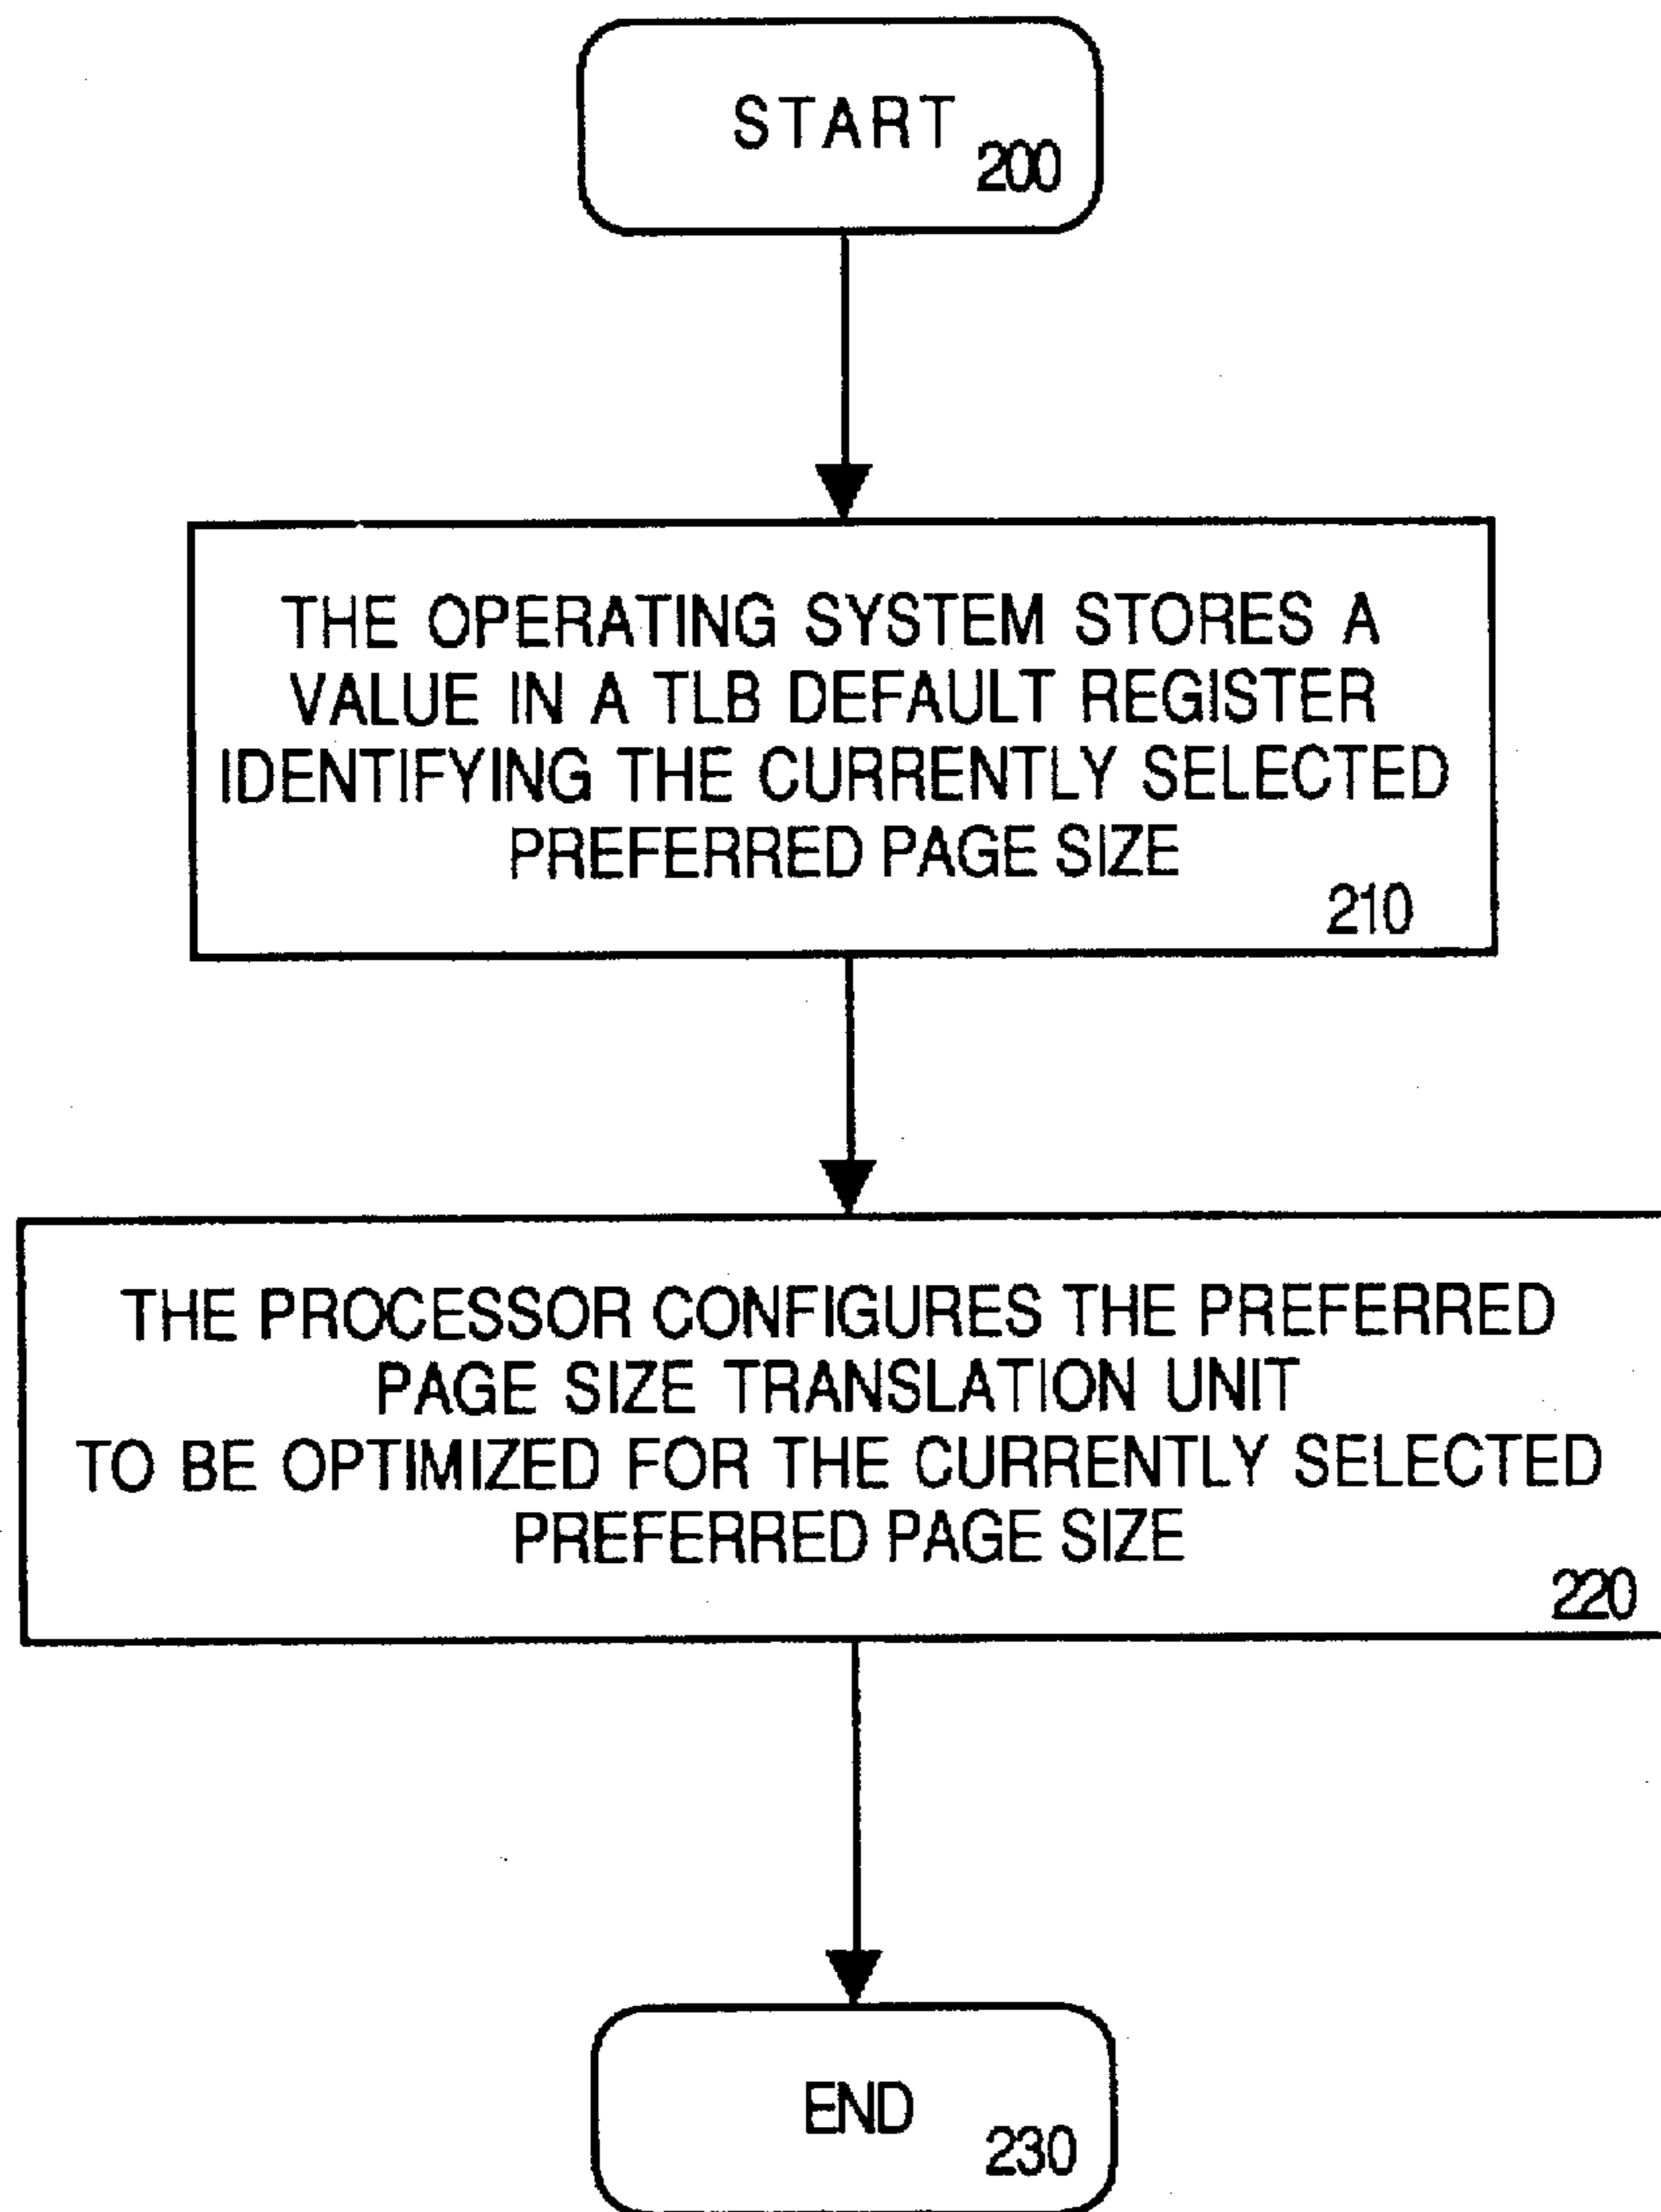 START
200
THE OPERATING SYSTEM STORES A
VALUE IN A TLB DEFAULT REGISTER
IDENTIFYING THE CURRENTLY SELECTED
PREFERRED PAGE SIZE
210
THE PROCESSOR CONFIGURES THE PREFERRED
PAGE SIZE TRANSLATION UNIT
TO BE OPTIMIZED FOR THE CURRENTLY SELECTED
PREFERRED PAGE SIZE
220
END
230